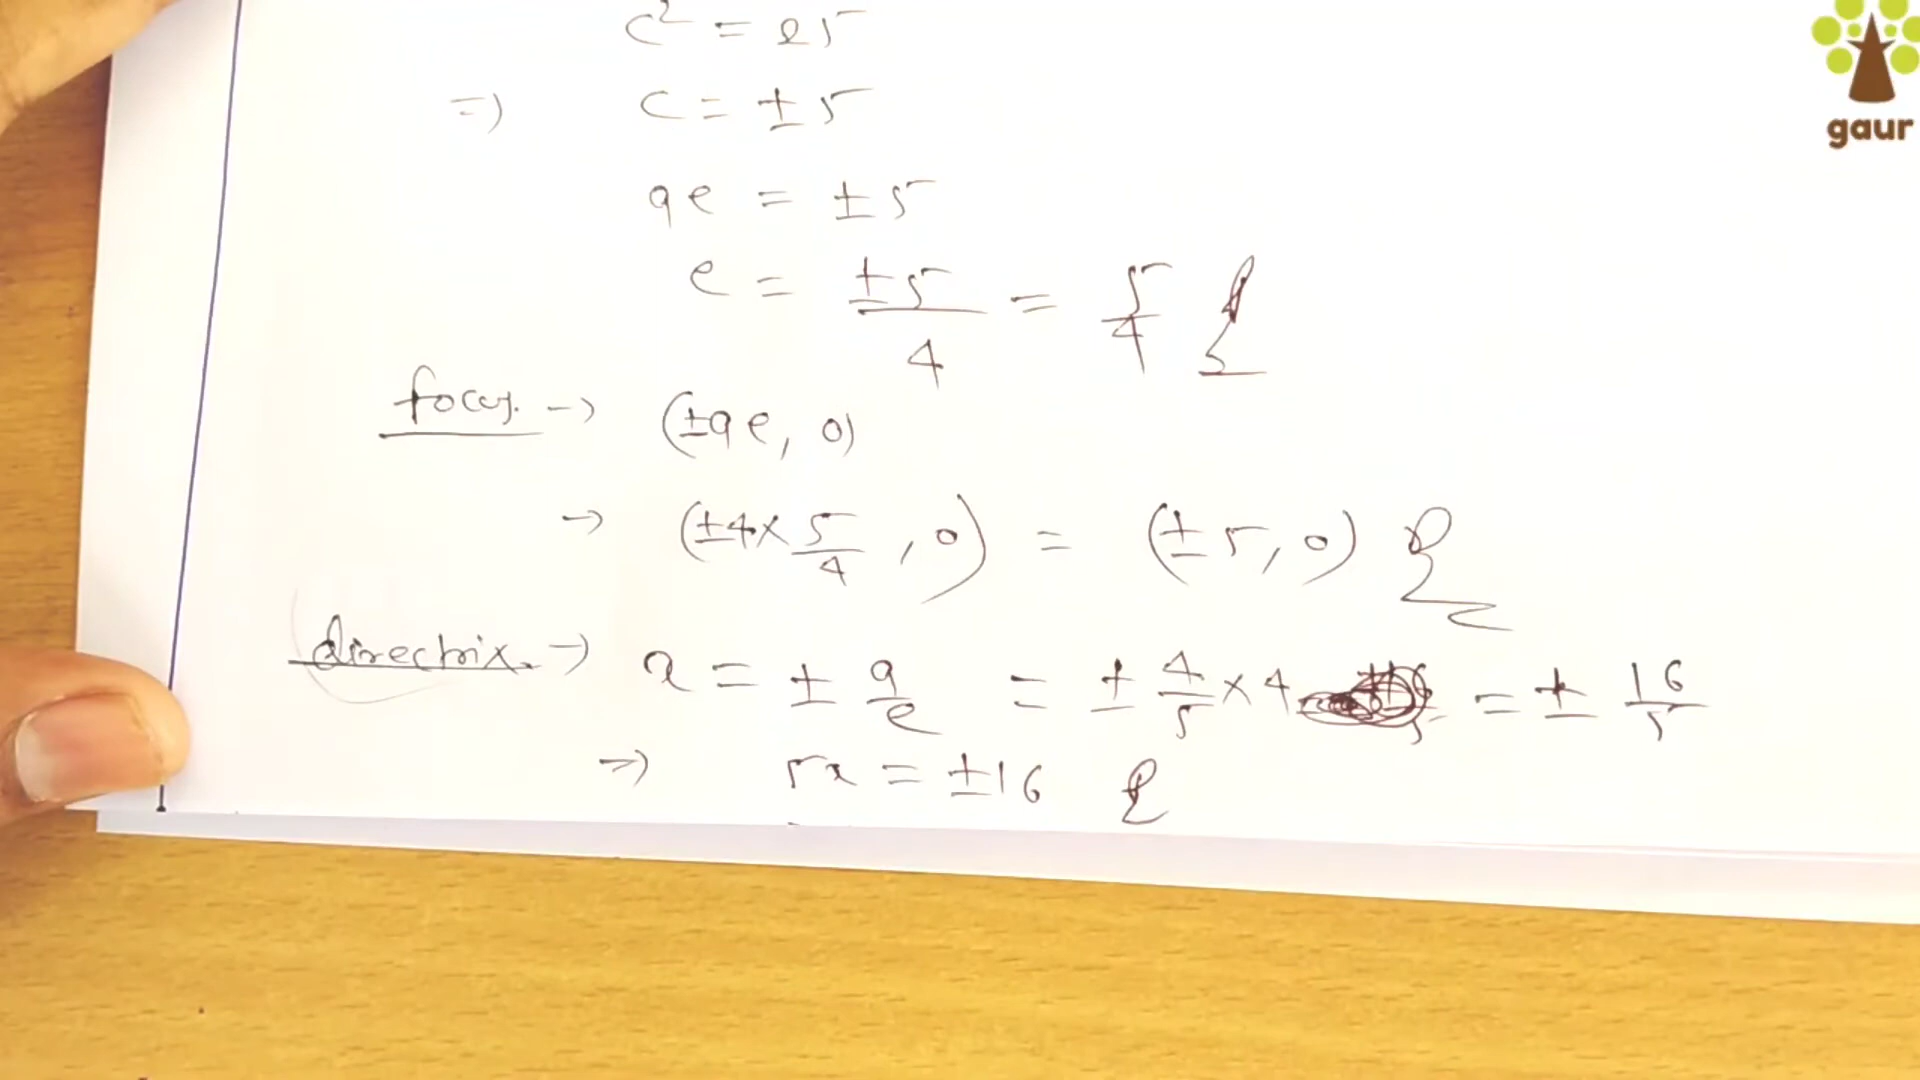 c² = 25
=) c = ±5
ae = ±5
e = ±5/4 = 5/4
focus. -> (±ae, 0)
-> (±4×5/4, 0) = (±5, 0)
directrix. -> x = ± a/e = ± 4/5 × 4 = ± 16/5
=> 5x = ±16
gaur